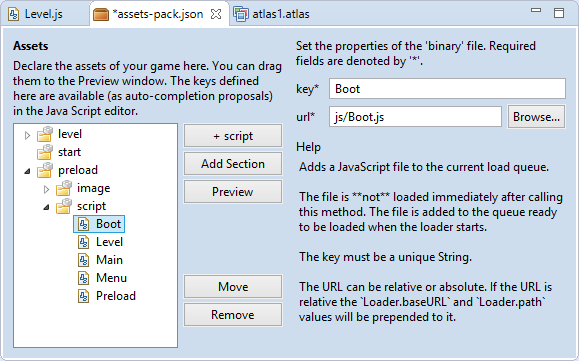 Level.js
*assets-pack.json
atlas1.atlas
Assets
Declare the assets of your game here. You can drag
them to the Preview window. The keys defined
here are available (as auto-completion proposals)
in the Java Script editor.
level
start
preload
image
script
Boot
Level
Main
Menu
Preload
+ script
Add Section
Preview
Move
Remove
Set the properties of the 'binary' file. Required
fields are denoted by '*'.
key*
Boot
url*
js/Boot.js
Browse...
Help
Adds a JavaScript file to the current load queue.
The file is **not** loaded immediately after calling
this method. The file is added to the queue ready
to be loaded when the loader starts.
The key must be a unique String.
The URL can be relative or absolute. If the URL is
relative the `Loader.baseURL` and `Loader.path`
values will be prepended to it.